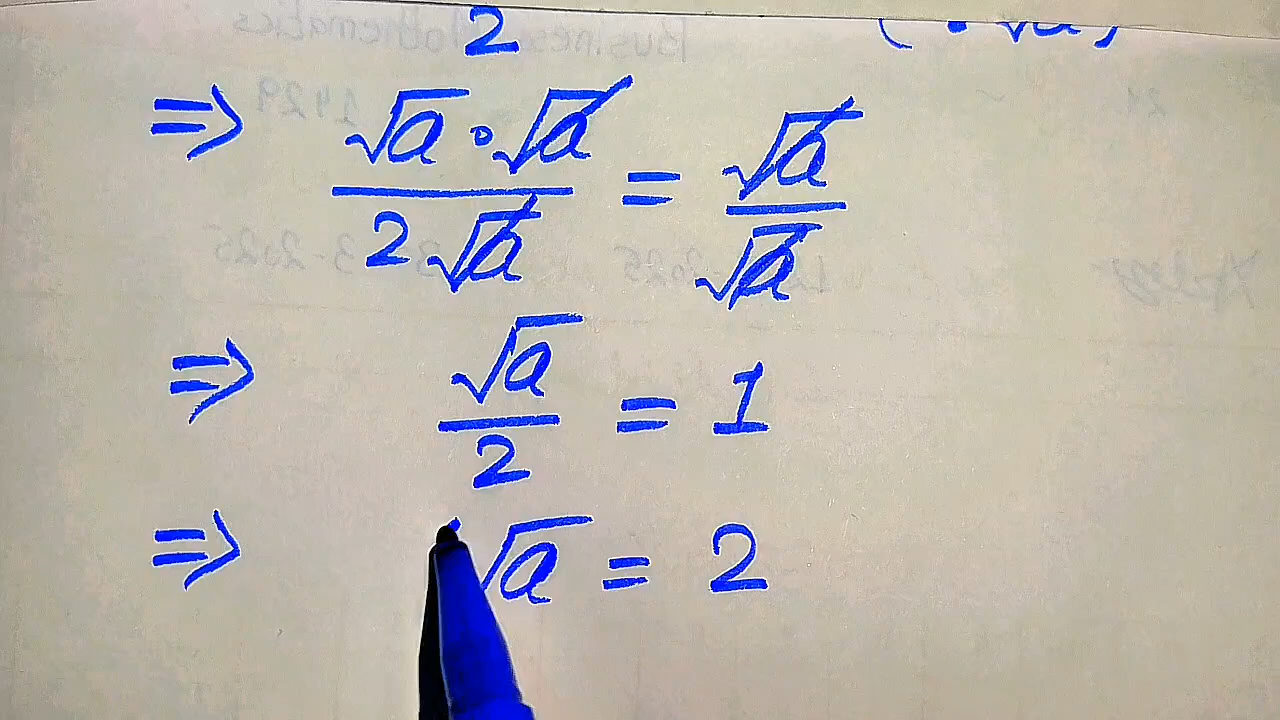 2
⇒ √a · √a / 2 √a = √a / √a
⇒ √a / 2 = 1
⇒ √a = 2